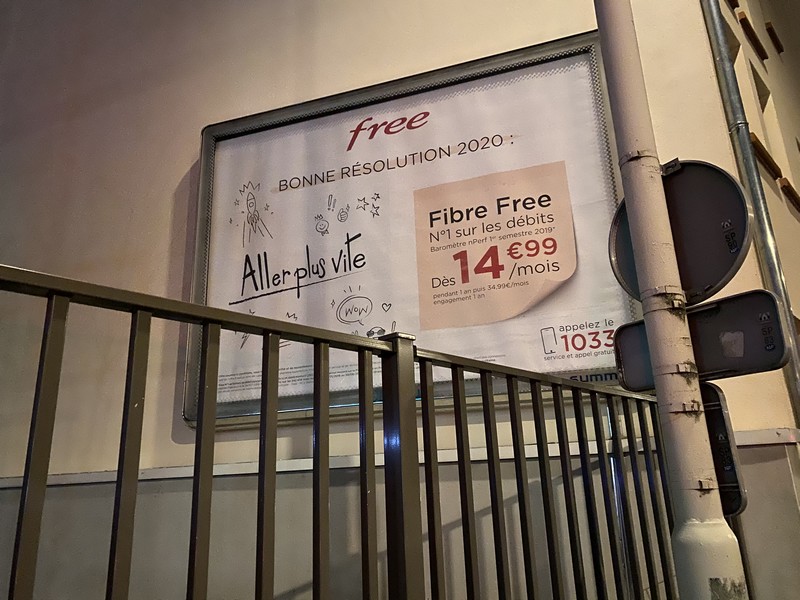 free
BONNE RÉSOLUTION 2020 :
Aller plus vite
WOW
Fibre Free
N°1 sur les débits
Baromètre nPerf 1er semestre 2019*
Dès 14€99/mois
pendant 1 an puis 34.99€/mois
engagement 1 an
appelez le
1033
service et appel gratuits